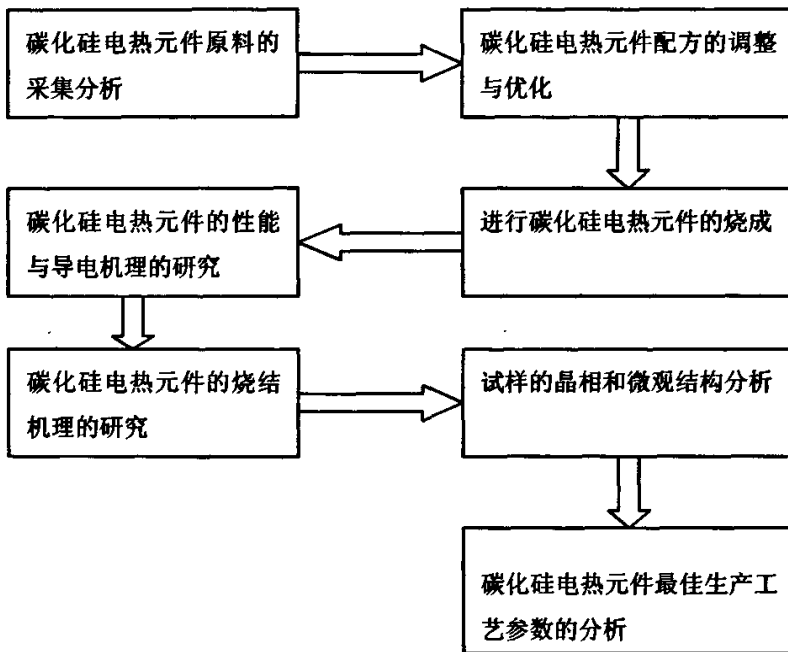 碳化硅电热元件原料的
采集分析
碳化硅电热元件配方的调整
与优化
进行碳化硅电热元件的烧成
碳化硅电热元件的性能
与导电机理的研究
碳化硅电热元件的烧结
机理的研究
试样的晶相和微观结构分析
碳化硅电热元件最佳生产工
艺参数的分析